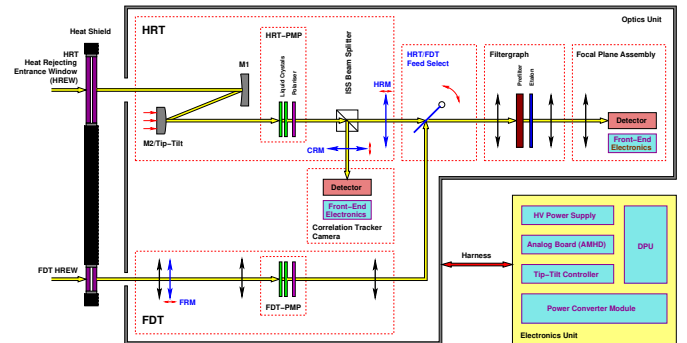 Heat Shield
Optics Unit
HRT
Heat Rejecting
Entrance Window
(HREW)
HRT
M1
M2/Tip-Tilt
HRT-PMP
Liquid Crystals
Polariser
ISS Beam Splitter
HRM
CRM
Detector
Front-End
Electronics
Correlation Tracker
Camera
HRT/FDT
Feed Select
Filtergraph
Prefilter
Etalon
Focal Plane Assembly
Detector
Front-End
Electronics
FDT HREW
FRM
FDT
FDT-PMP
Harness
HV Power Supply
Analog Board (AMHD)
Tip-Tilt Controller
DPU
Power Converter Module
Electronics Unit